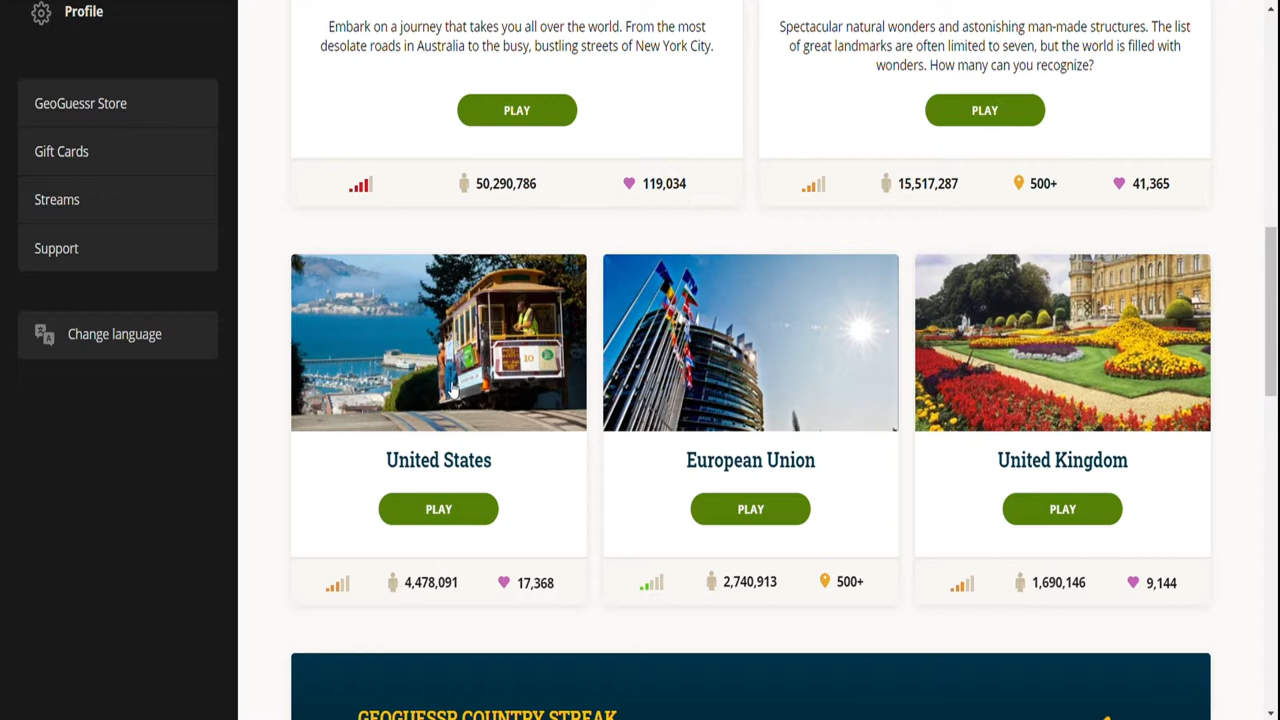 Profile
GeoGuessr Store
Gift Cards
Streams
Support
Change language
Embark on a journey that takes you all over the world. From the most
desolate roads in Australia to the busy, bustling streets of New York City.
PLAY
50,290,786
119,034
Spectacular natural wonders and astonishing man-made structures. The list
of great landmarks are often limited to seven, but the world is filled with
wonders. How many can you recognize?
PLAY
15,517,287
500+
41,365
10
United States
PLAY
4,478,091
17,368
European Union
PLAY
2,740,913
500+
United Kingdom
PLAY
1,690,146
9,144
GEOGUESSR COUNTRY STREAK